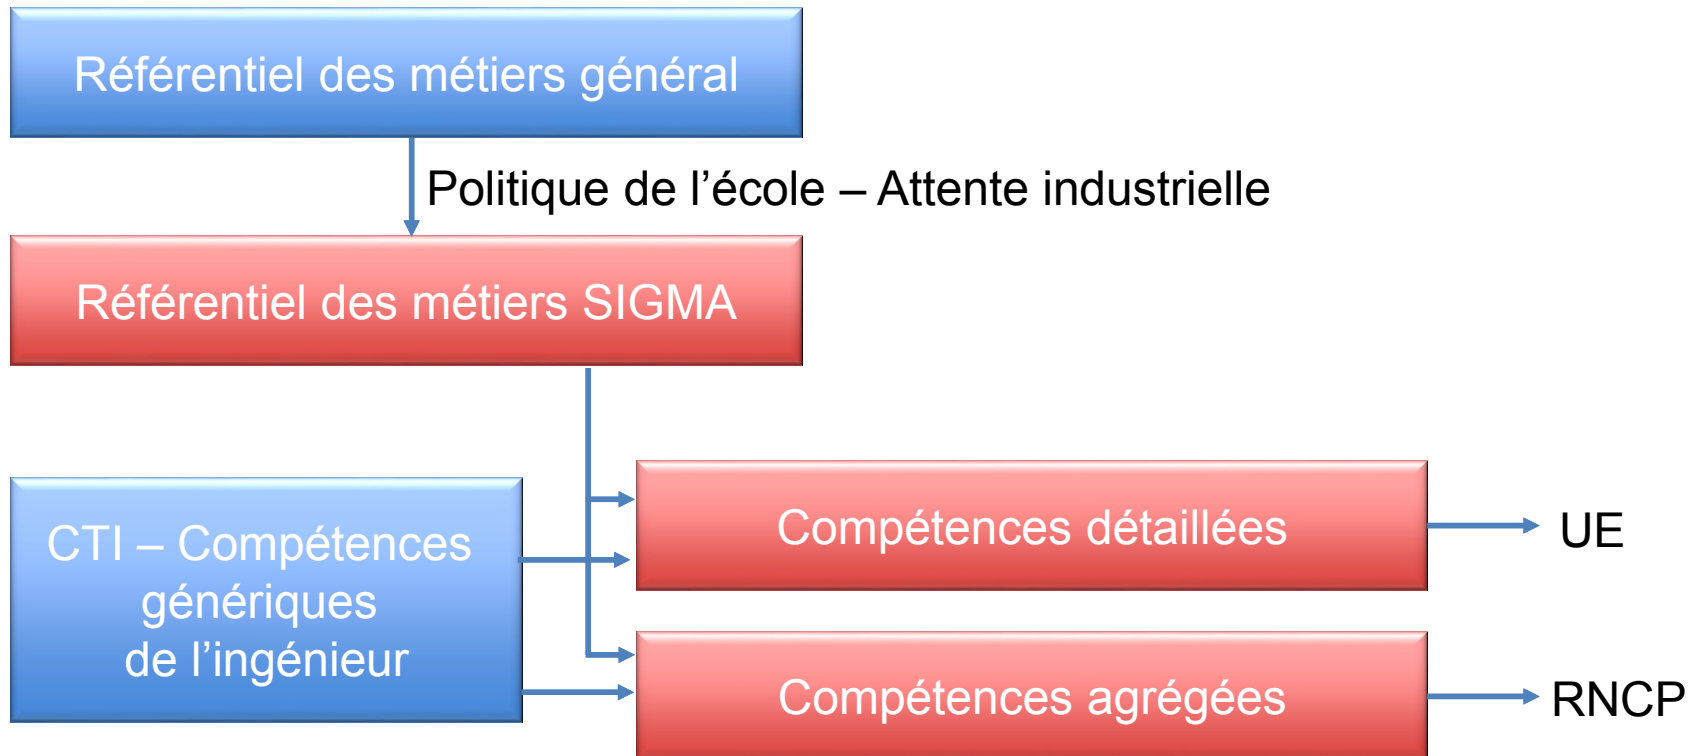 Référentiel des métiers général
Politique de l’école – Attente industrielle
Référentiel des métiers SIGMA
CTI – Compétences
génériques
de l’ingénieur
Compétences détaillées
UE
Compétences agrégées
RNCP